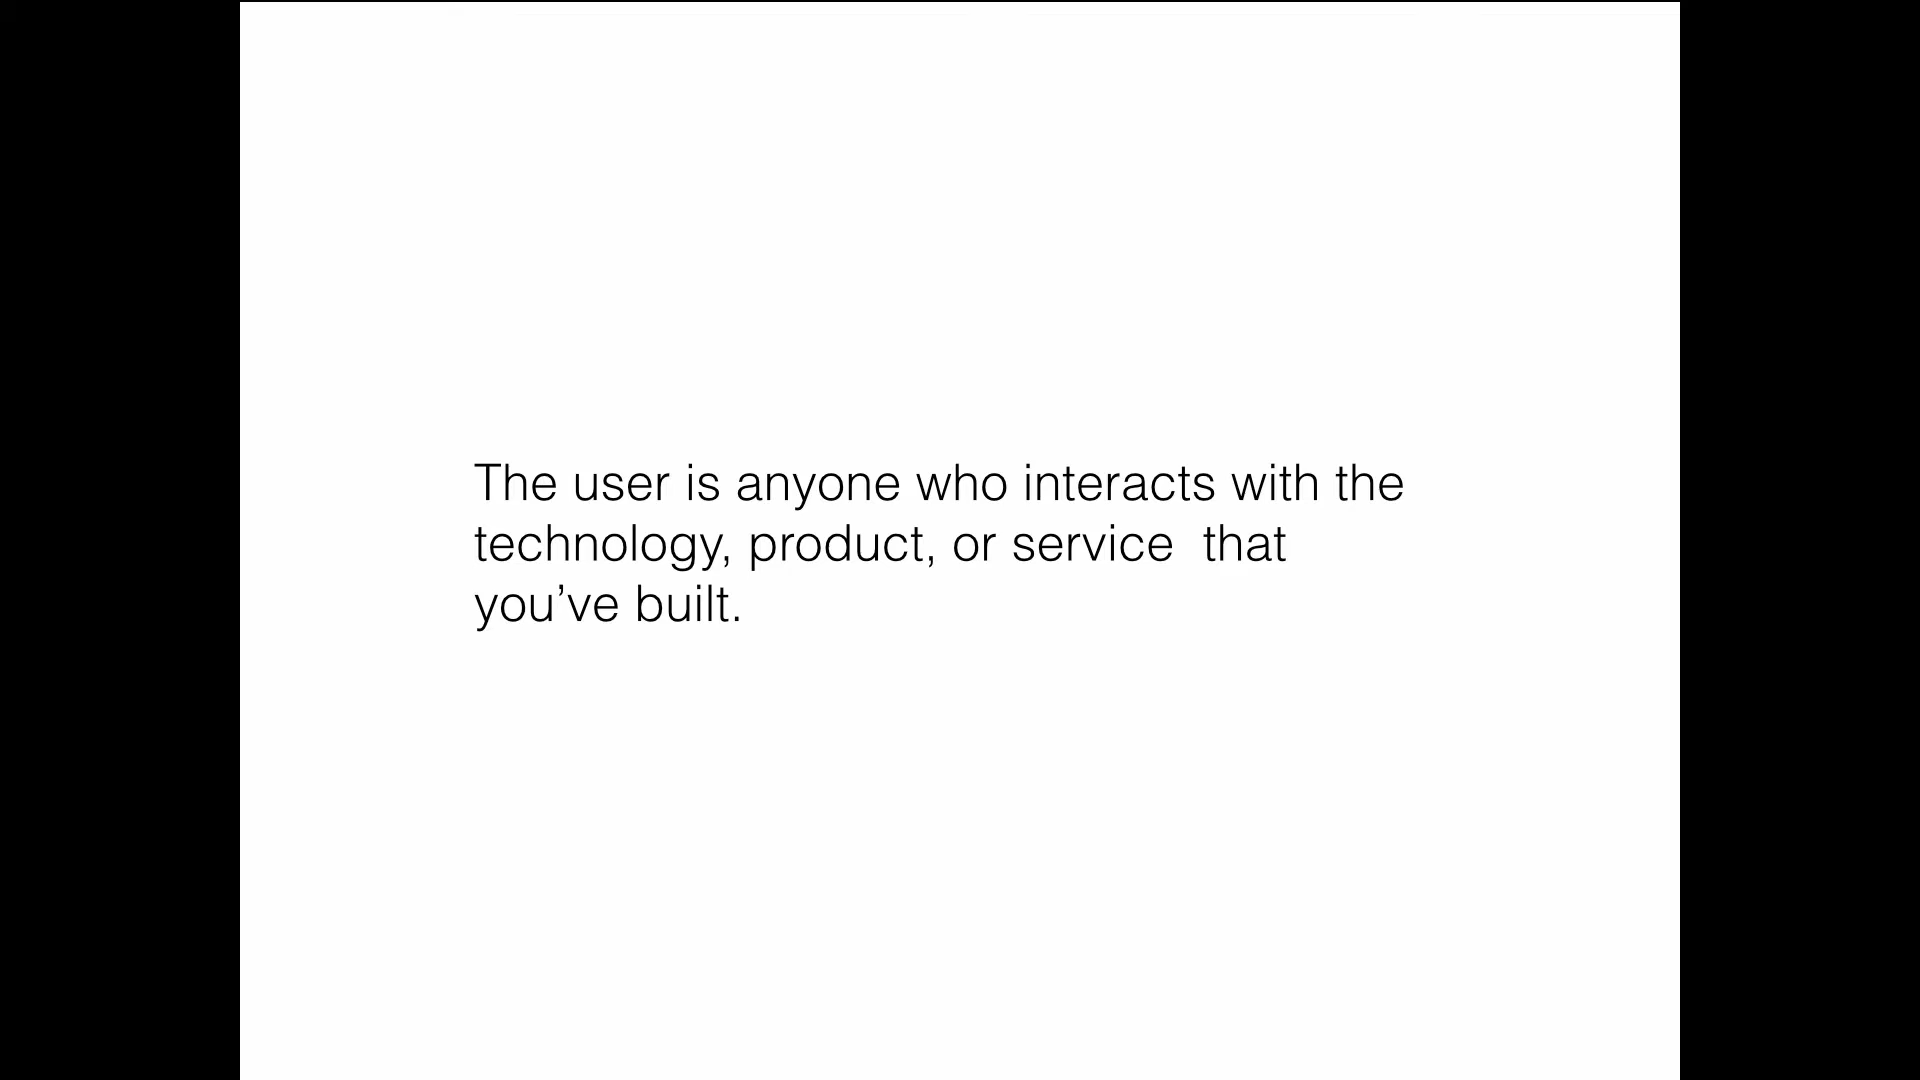 The user is anyone who interacts with the
technology, product, or service  that
you’ve built.